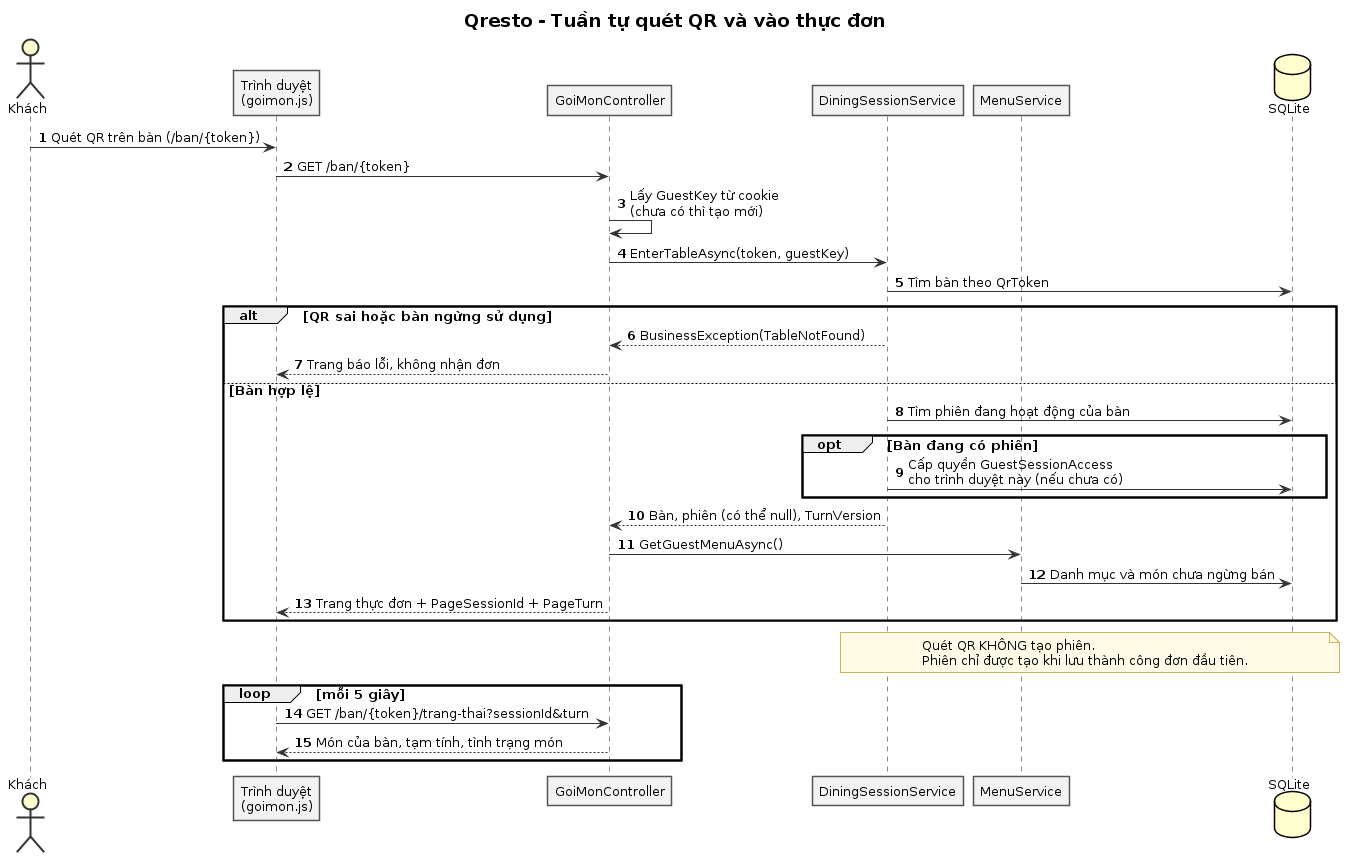 Qresto - Tuần tự quét QR và vào thực đơn
Khách
Trình duyệt
(goimon.js)
GoiMonController
DiningSessionService
MenuService
SQLite
1 Quét QR trên bàn (/ban/{token})
2 GET /ban/{token}
3 Lấy GuestKey từ cookie
(chưa có thì tạo mới)
4 EnterTableAsync(token, guestKey)
5 Tìm bàn theo QrToken
alt [QR sai hoặc bàn ngừng sử dụng]
6 BusinessException(TableNotFound)
7 Trang báo lỗi, không nhận đơn
[Bàn hợp lệ]
8 Tìm phiên đang hoạt động của bàn
opt [Bàn đang có phiên]
9 Cấp quyền GuestSessionAccess
cho trình duyệt này (nếu chưa có)
10 Bàn, phiên (có thể null), TurnVersion
11 GetGuestMenuAsync()
12 Danh mục và món chưa ngừng bán
13 Trang thực đơn + PageSessionId + PageTurn
Quét QR KHÔNG tạo phiên.
Phiên chỉ được tạo khi lưu thành công đơn đầu tiên.
loop [mỗi 5 giây]
14 GET /ban/{token}/trang-thai?sessionId&turn
15 Món của bàn, tạm tính, tình trạng món
Khách
Trình duyệt
(goimon.js)
GoiMonController
DiningSessionService
MenuService
SQLite